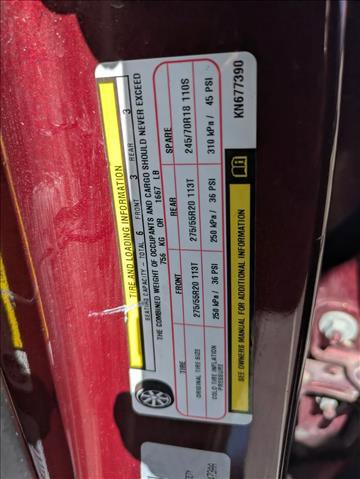 TIRE AND LOADING INFORMATION
SEATING CAPACITY - TOTAL 6 FRONT 3 REAR 3
THE COMBINED WEIGHT OF OCCUPANTS AND CARGO SHOULD NEVER EXCEED
756 KG OR 1667 LB
TIRE FRONT REAR SPARE
ORIGINAL TIRE SIZE 275/55R20 113T 275/55R20 113T 245/70R18 110S
COLD TIRE INFLATION PRESSURE 250 kPa / 36 PSI 250 kPa / 36 PSI 310 kPa / 45 PSI
SEE OWNERS MANUAL FOR ADDITIONAL INFORMATION
KN677390